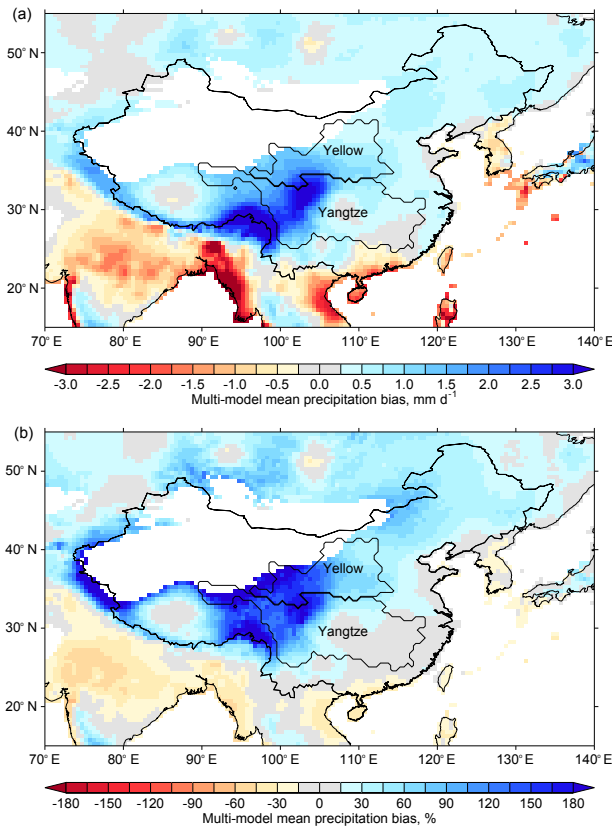 (a)
50° N
40° N
30° N
20° N
Yellow
Yangtze
70° E 80° E 90° E 100° E 110° E 120° E 130° E 140° E
-3.0 -2.5 -2.0 -1.5 -1.0 -0.5 0.0 0.5 1.0 1.5 2.0 2.5 3.0
Multi-model mean precipitation bias, mm d⁻¹
(b)
50° N
40° N
30° N
20° N
Yellow
Yangtze
70° E 80° E 90° E 100° E 110° E 120° E 130° E 140° E
-180 -150 -120 -90 -60 -30 0 30 60 90 120 150 180
Multi-model mean precipitation bias, %